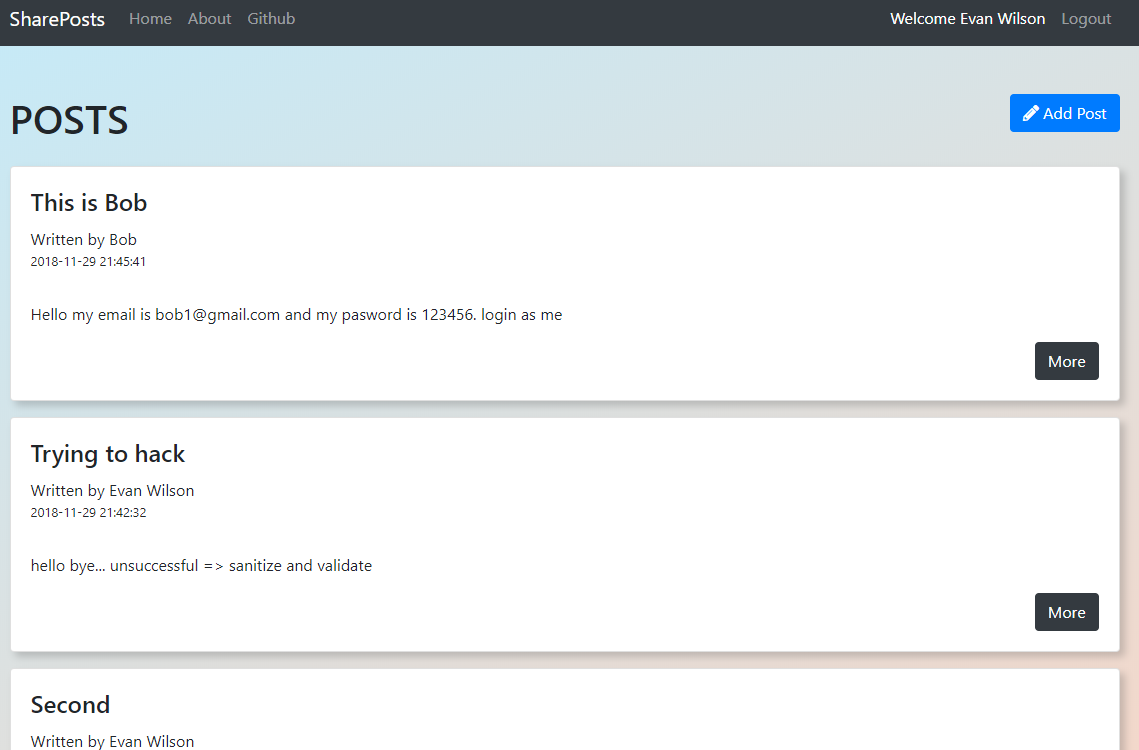 SharePosts Home About Github Welcome Evan Wilson Logout
POSTS
Add Post
This is Bob
Written by Bob
2018-11-29 21:45:41
Hello my email is bob1@gmail.com and my pasword is 123456. login as me
More
Trying to hack
Written by Evan Wilson
2018-11-29 21:42:32
hello bye... unsuccessful => sanitize and validate
More
Second
Written by Evan Wilson